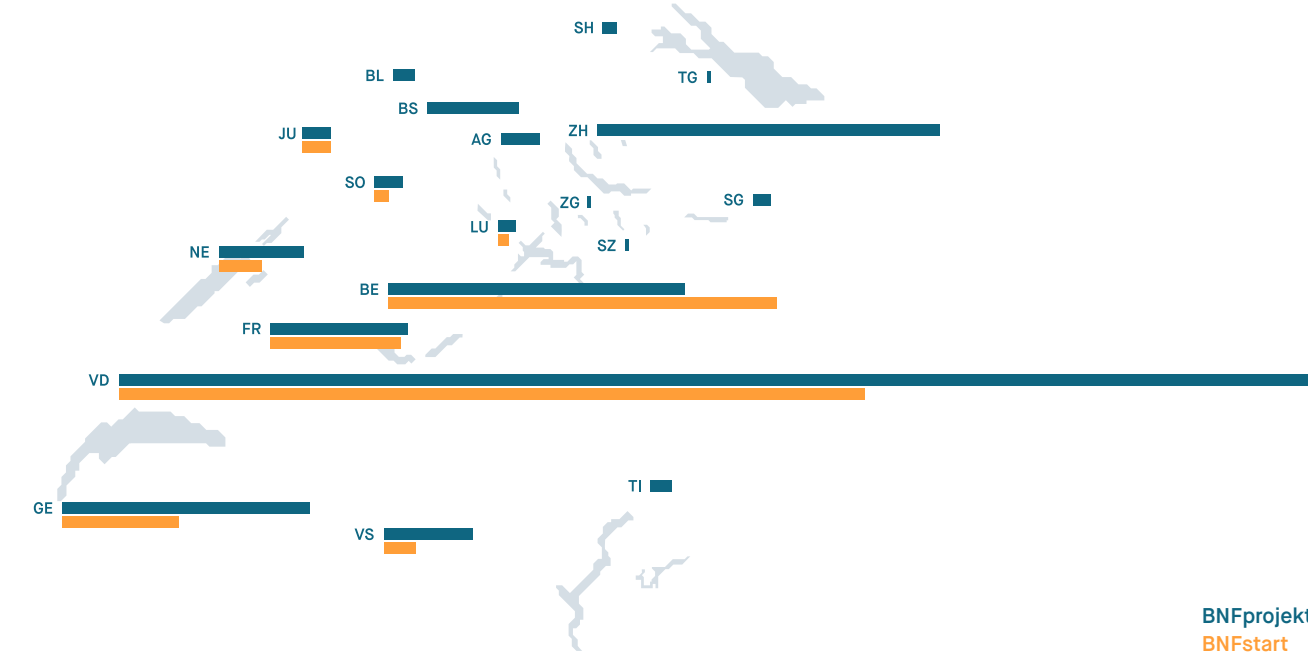 SH
BL
TG
BS
JU
AG
ZH
SO
ZG
SG
LU
SZ
NE
BE
FR
VD
TI
GE
VS
BNFprojekt
BNFstart